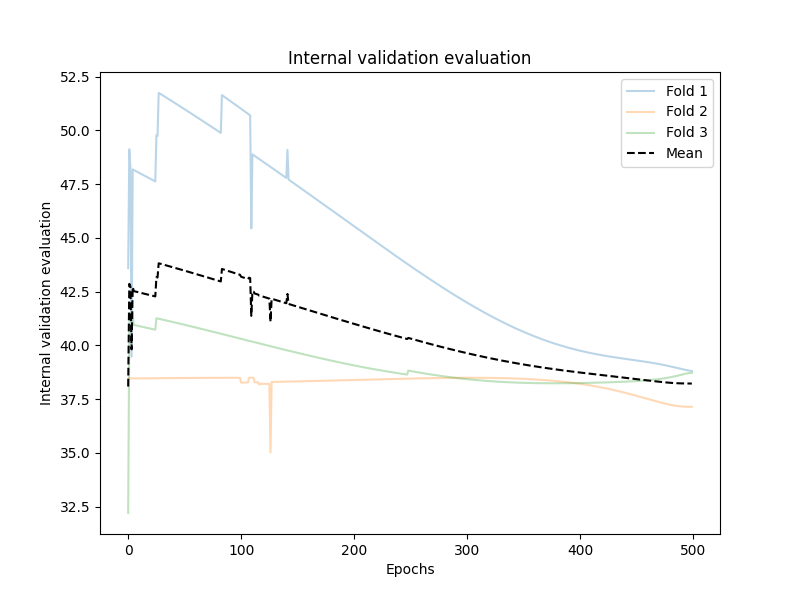 Internal validation evaluation
52.5
50.0
47.5
45.0
42.5
40.0
37.5
35.0
32.5
Internal validation evaluation
0
100
200
300
400
500
Epochs
Fold 1
Fold 2
Fold 3
Mean